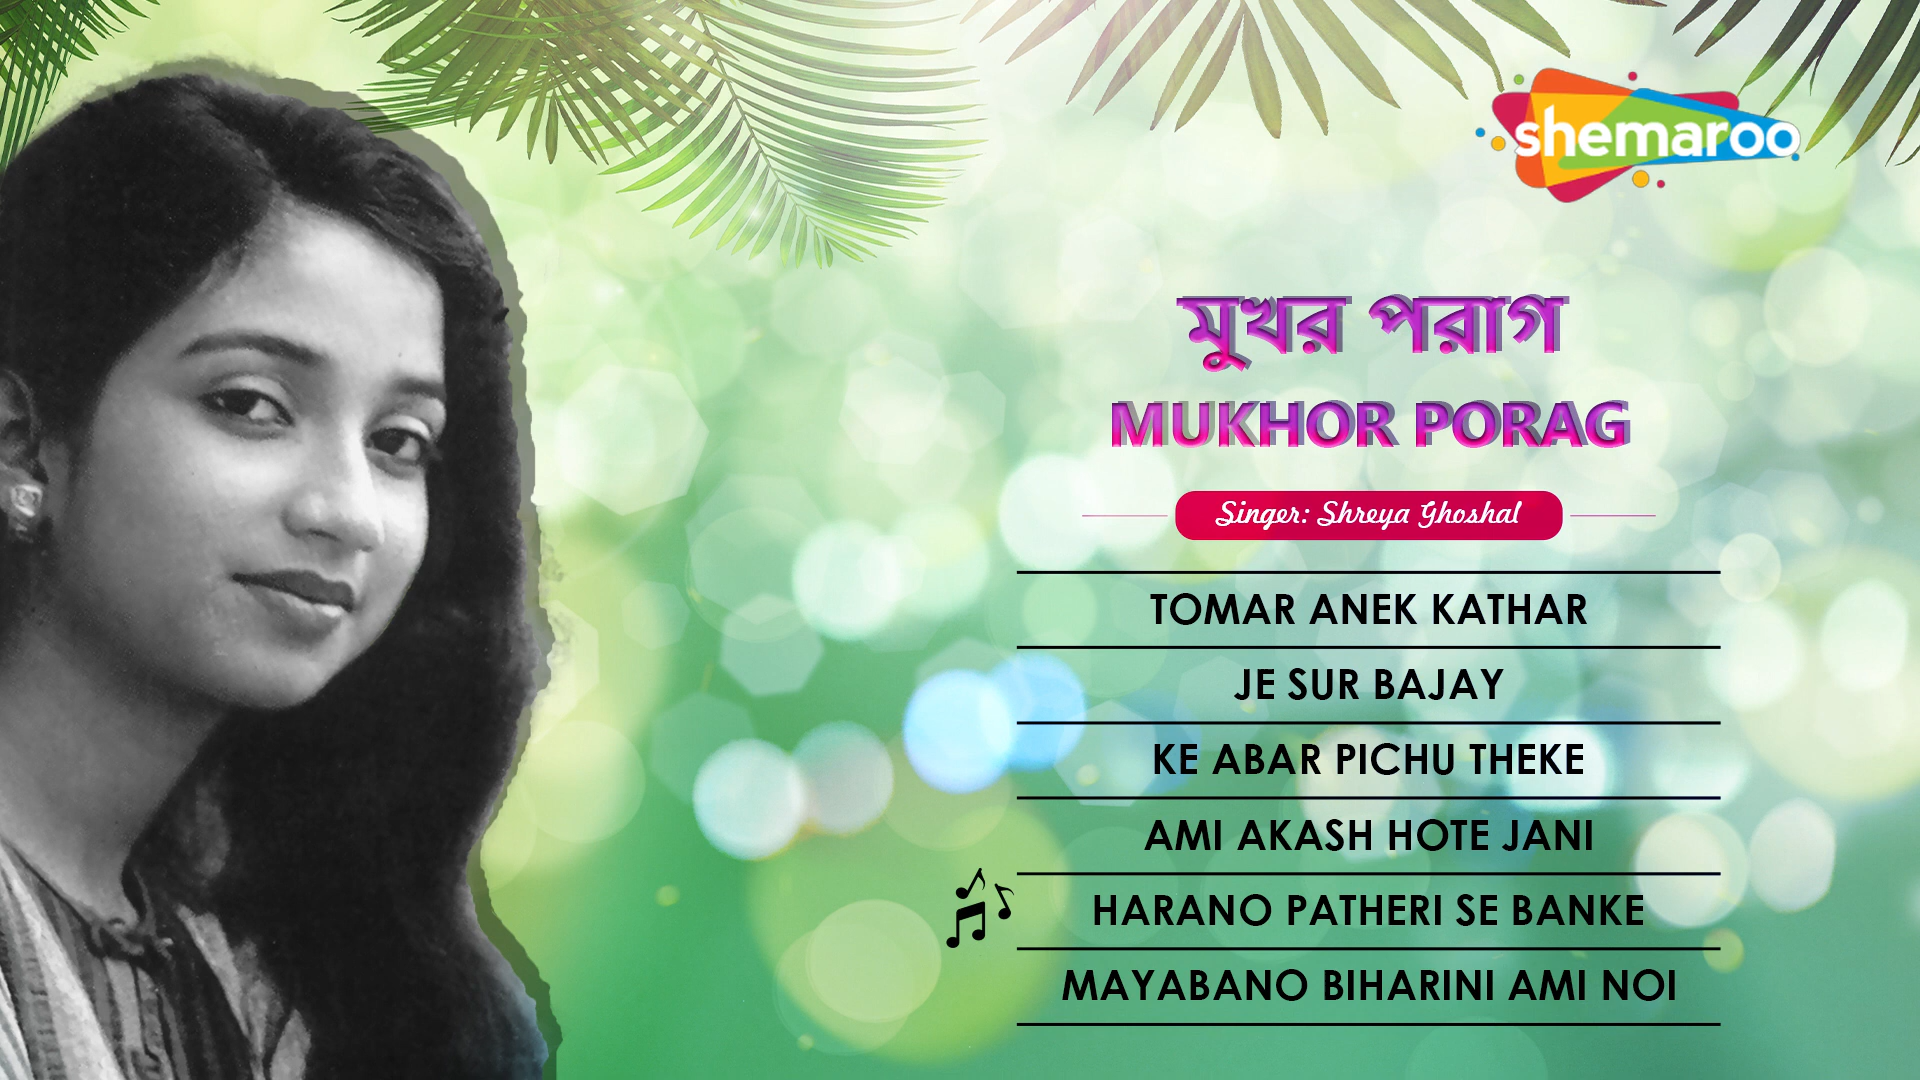 shemaroo
মুখর পরাগ
MUKHOR PORAG
Singer: Shreya Ghoshal
TOMAR ANEK KATHAR
JE SUR BAJAY
KE ABAR PICHU THEKE
AMI AKASH HOTE JANI
HARANO PATHERI SE BANKE
MAYABANO BIHARINI AMI NOI